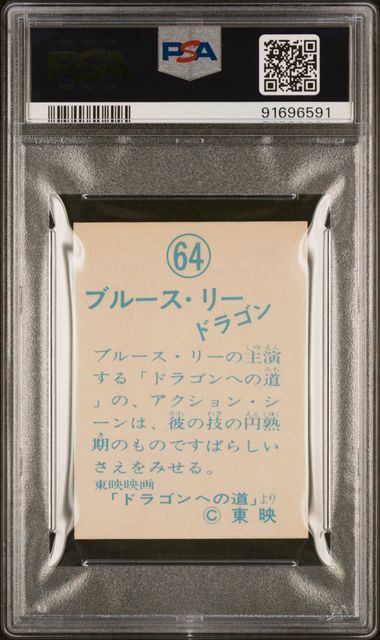 PSA
PSA
91696591
64
ブルース・リー
ドラゴン
ブルース・リーの主演
する「ドラゴンへの道
」の、アクション・シ
ーンは、彼の技の円熟
期のものですばらしい
さえをみせる。
東映映画
「ドラゴンへの道」より
© 東映